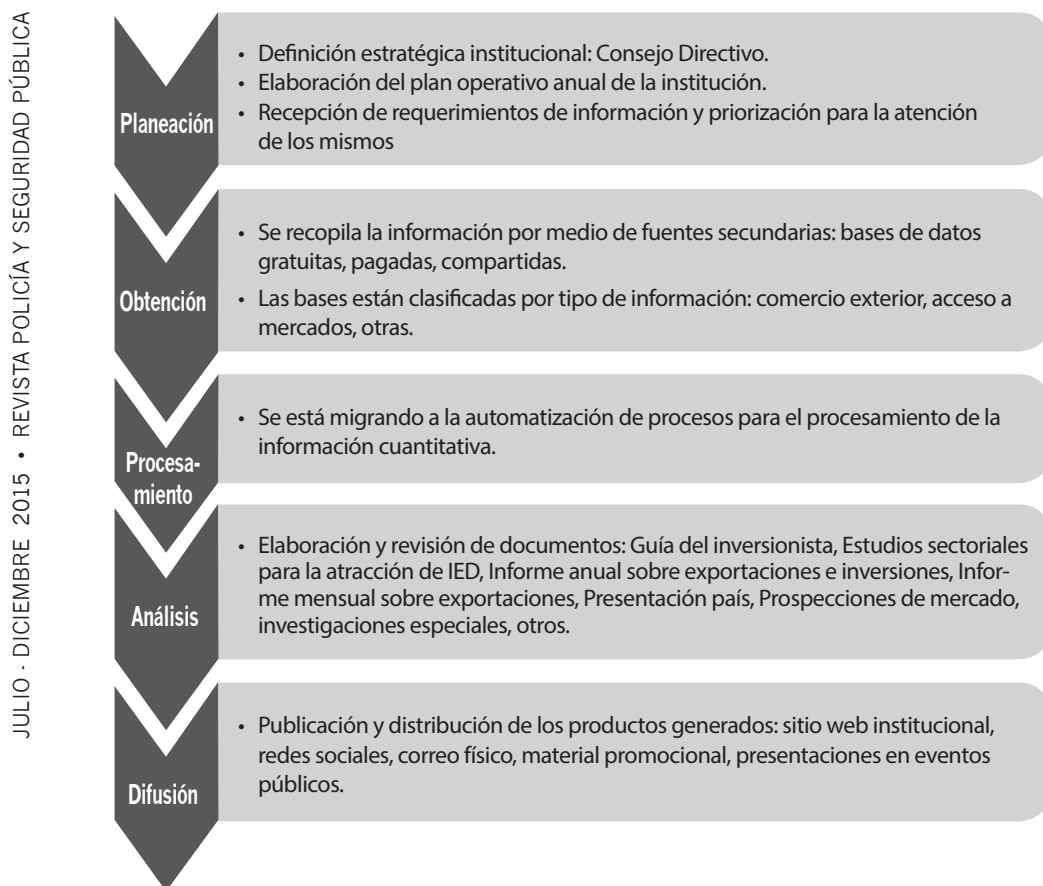 JULIO - DICIEMBRE 2015 • REVISTA POLICÍA Y SEGURIDAD PÚBLICA
Planeación
• Definición estratégica institucional: Consejo Directivo.
• Elaboración del plan operativo anual de la institución.
• Recepción de requerimientos de información y priorización para la atención
de los mismos
Obtención
• Se recopila la información por medio de fuentes secundarias: bases de datos
gratuitas, pagadas, compartidas.
• Las bases están clasificadas por tipo de información: comercio exterior, acceso a
mercados, otras.
Procesa-
miento
• Se está migrando a la automatización de procesos para el procesamiento de la
información cuantitativa.
Análisis
• Elaboración y revisión de documentos: Guía del inversionista, Estudios sectoriales
para la atracción de IED, Informe anual sobre exportaciones e inversiones, Infor-
me mensual sobre exportaciones, Presentación país, Prospecciones de mercado,
investigaciones especiales, otros.
Difusión
• Publicación y distribución de los productos generados: sitio web institucional,
redes sociales, correo físico, material promocional, presentaciones en eventos
públicos.